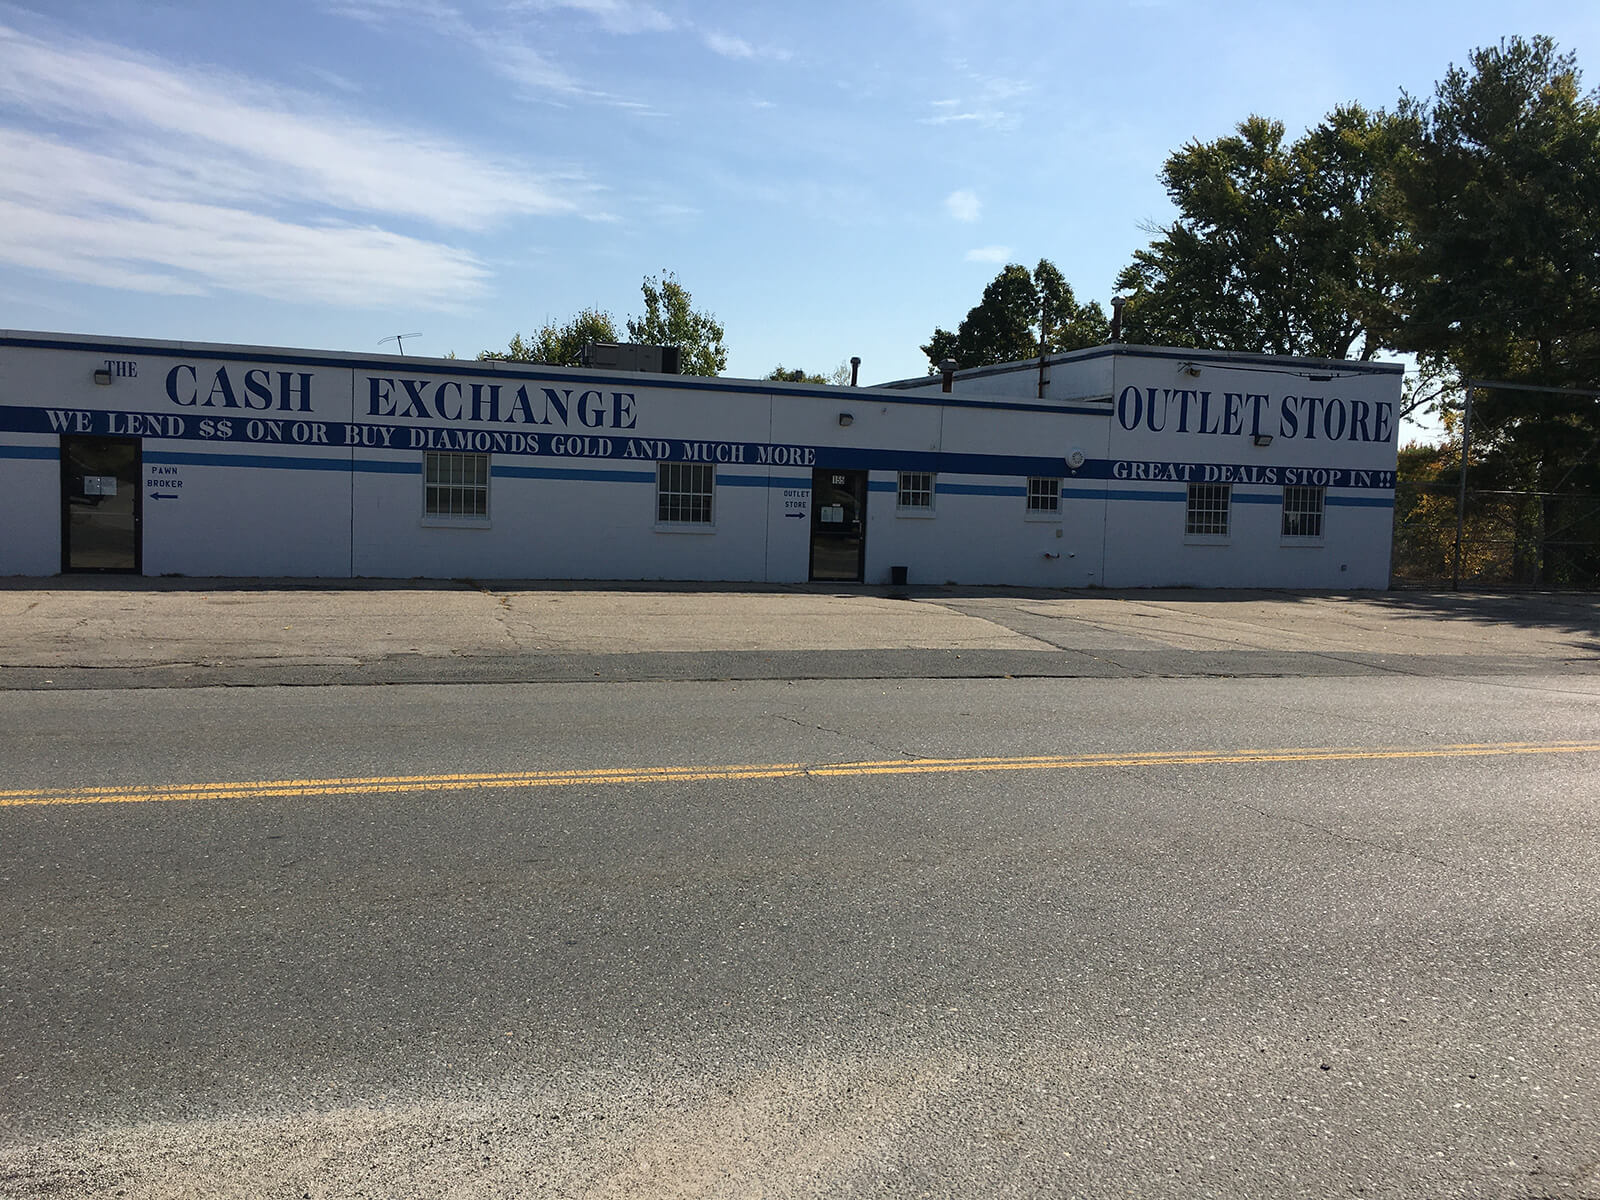 THE CASH EXCHANGE
WE LEND $$ ON OR BUY DIAMONDS GOLD AND MUCH MORE
PAWN
BROKER
155
OUTLET
STORE
OUTLET STORE
GREAT DEALS STOP IN !!